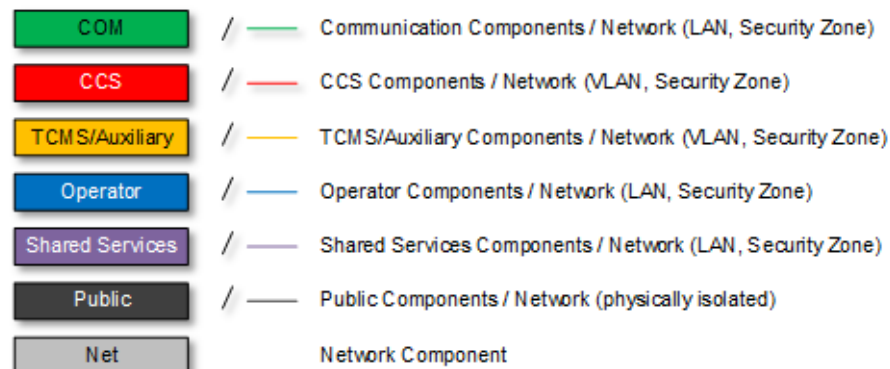 COM / Communication Components / Network (LAN, Security Zone)
CCS / CCS Components / Network (VLAN, Security Zone)
TCMS/Auxiliary / TCMS/Auxiliary Components / Network (VLAN, Security Zone)
Operator / Operator Components / Network (LAN, Security Zone)
Shared Services / Shared Services Components / Network (LAN, Security Zone)
Public / Public Components / Network (physically isolated)
Net Network Component